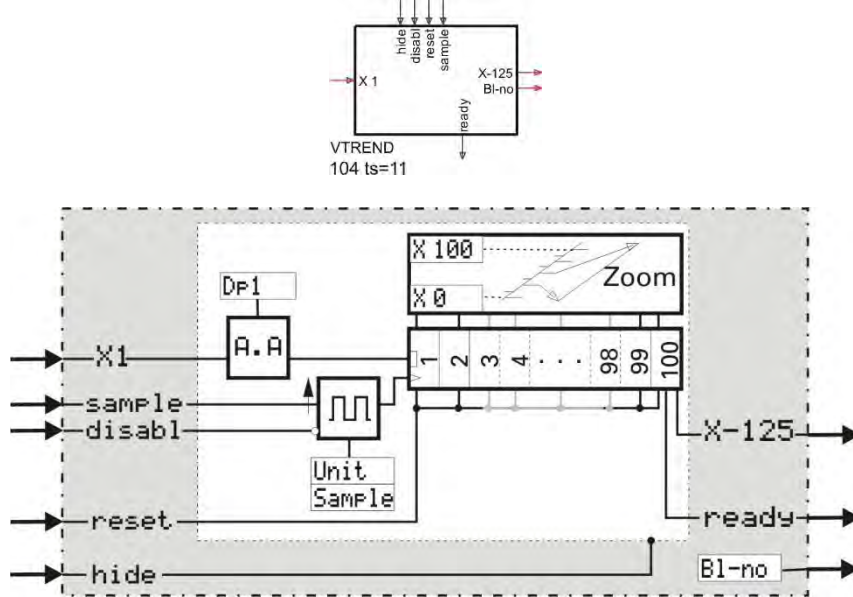 hide
disabl
reset
sample
X 1
X-125
Bl-no
ready
VTREND
104 ts=11
X 100
X 0
Zoom
Dp1
A.A
1 2 3 4 · · · 98 99 100
X1
sample
disabl
Unit
Sample
X-125
reset
ready
hide
Bl-no